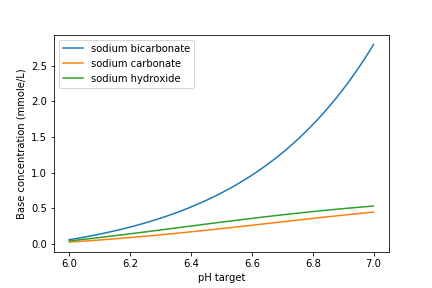 sodium bicarbonate
sodium carbonate
sodium hydroxide
Base concentration (mmole/L)
2.5
2.0
1.5
1.0
0.5
0.0
6.0 6.2 6.4 6.6 6.8 7.0
pH target